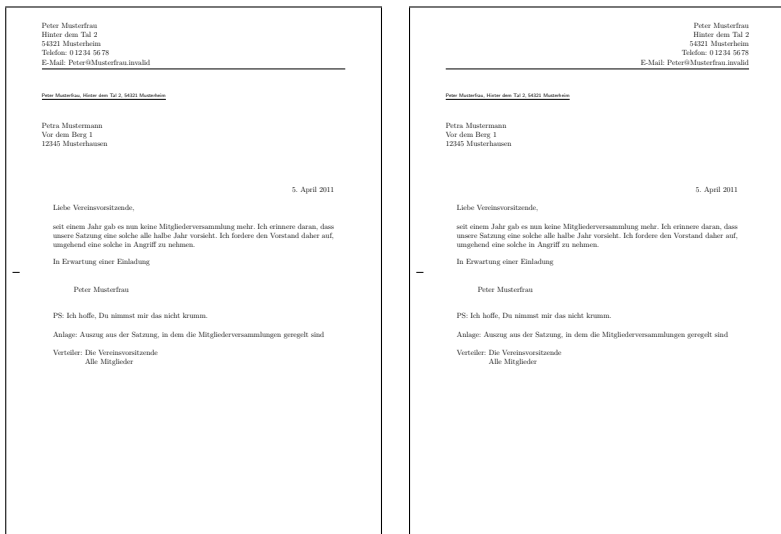 Peter Musterfrau
Hinter dem Tal 2
54321 Musterheim
Telefon: 0 12 34 56 78
E-Mail: Peter@Musterfrau.invalid
Peter Musterfrau, Hinter dem Tal 2, 54321 Musterheim
Petra Mustermann
Vor dem Berg 1
12345 Musterhausen
5. April 2011
Liebe Vereinsvorsitzende,
seit einem Jahr gab es nun keine Mitgliederversammlung mehr. Ich erinnere daran, dass
unsere Satzung eine solche alle halbe Jahr vorsieht. Ich fordere den Vorstand daher auf,
umgehend eine solche in Angriff zu nehmen.
In Erwartung einer Einladung
Peter Musterfrau
PS: Ich hoffe, Du nimmst mir das nicht krumm.
Anlage: Auszug aus der Satzung, in dem die Mitgliederversammlungen geregelt sind
Verteiler: Die Vereinsvorsitzende
Alle Mitglieder
Peter Musterfrau
Hinter dem Tal 2
54321 Musterheim
Telefon: 0 12 34 56 78
E-Mail: Peter@Musterfrau.invalid
Peter Musterfrau, Hinter dem Tal 2, 54321 Musterheim
Petra Mustermann
Vor dem Berg 1
12345 Musterhausen
5. April 2011
Liebe Vereinsvorsitzende,
seit einem Jahr gab es nun keine Mitgliederversammlung mehr. Ich erinnere daran, dass
unsere Satzung eine solche alle halbe Jahr vorsieht. Ich fordere den Vorstand daher auf,
umgehend eine solche in Angriff zu nehmen.
In Erwartung einer Einladung
Peter Musterfrau
PS: Ich hoffe, Du nimmst mir das nicht krumm.
Anlage: Auszug aus der Satzung, in dem die Mitgliederversammlungen geregelt sind
Verteiler: Die Vereinsvorsitzende
Alle Mitglieder